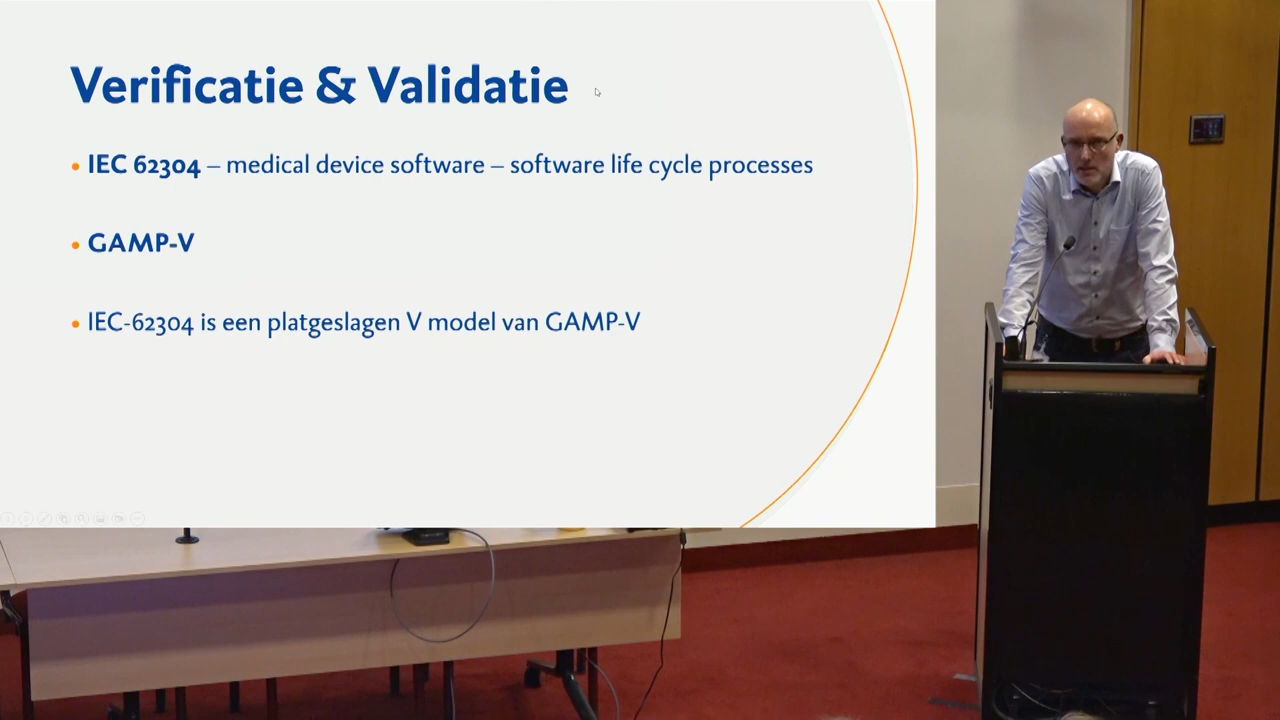 Verificatie & Validatie
• IEC 62304 – medical device software – software life cycle processes
• GAMP-V
• IEC-62304 is een platgeslagen V model van GAMP-V